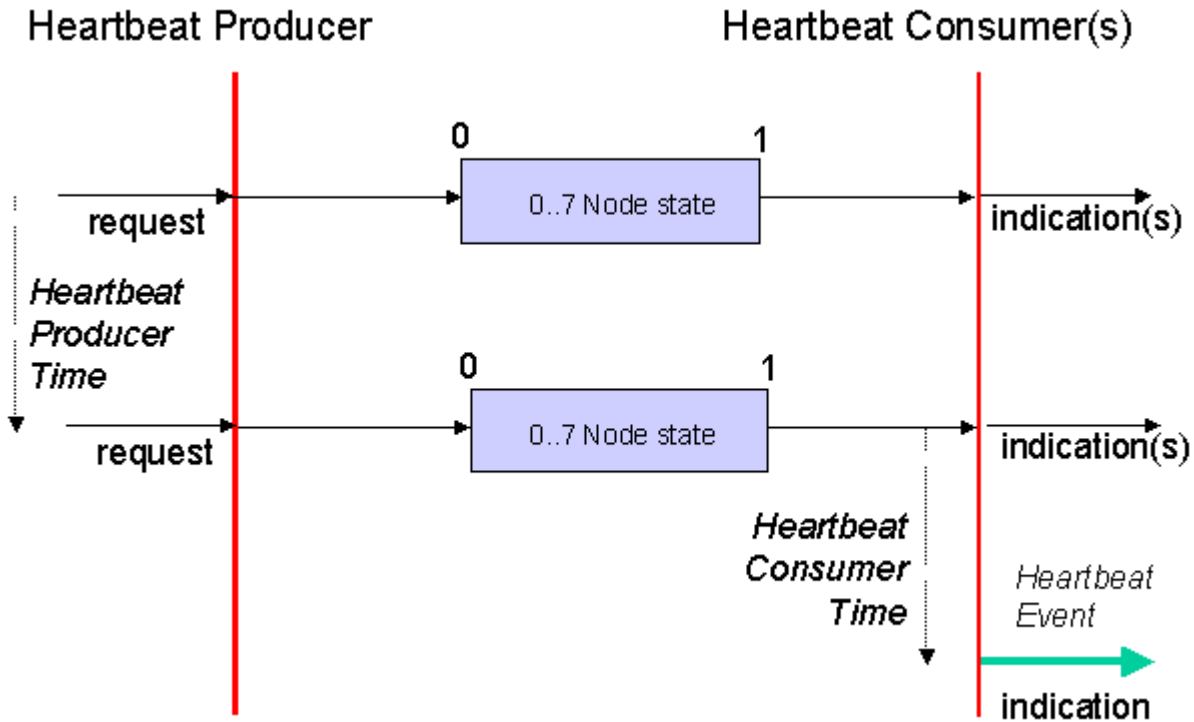 Heartbeat Producer
Heartbeat Consumer(s)
0
1
0..7 Node state
request
indication(s)
Heartbeat
Producer
Time
0
1
0..7 Node state
request
indication(s)
Heartbeat
Consumer
Time
Heartbeat
Event
indication